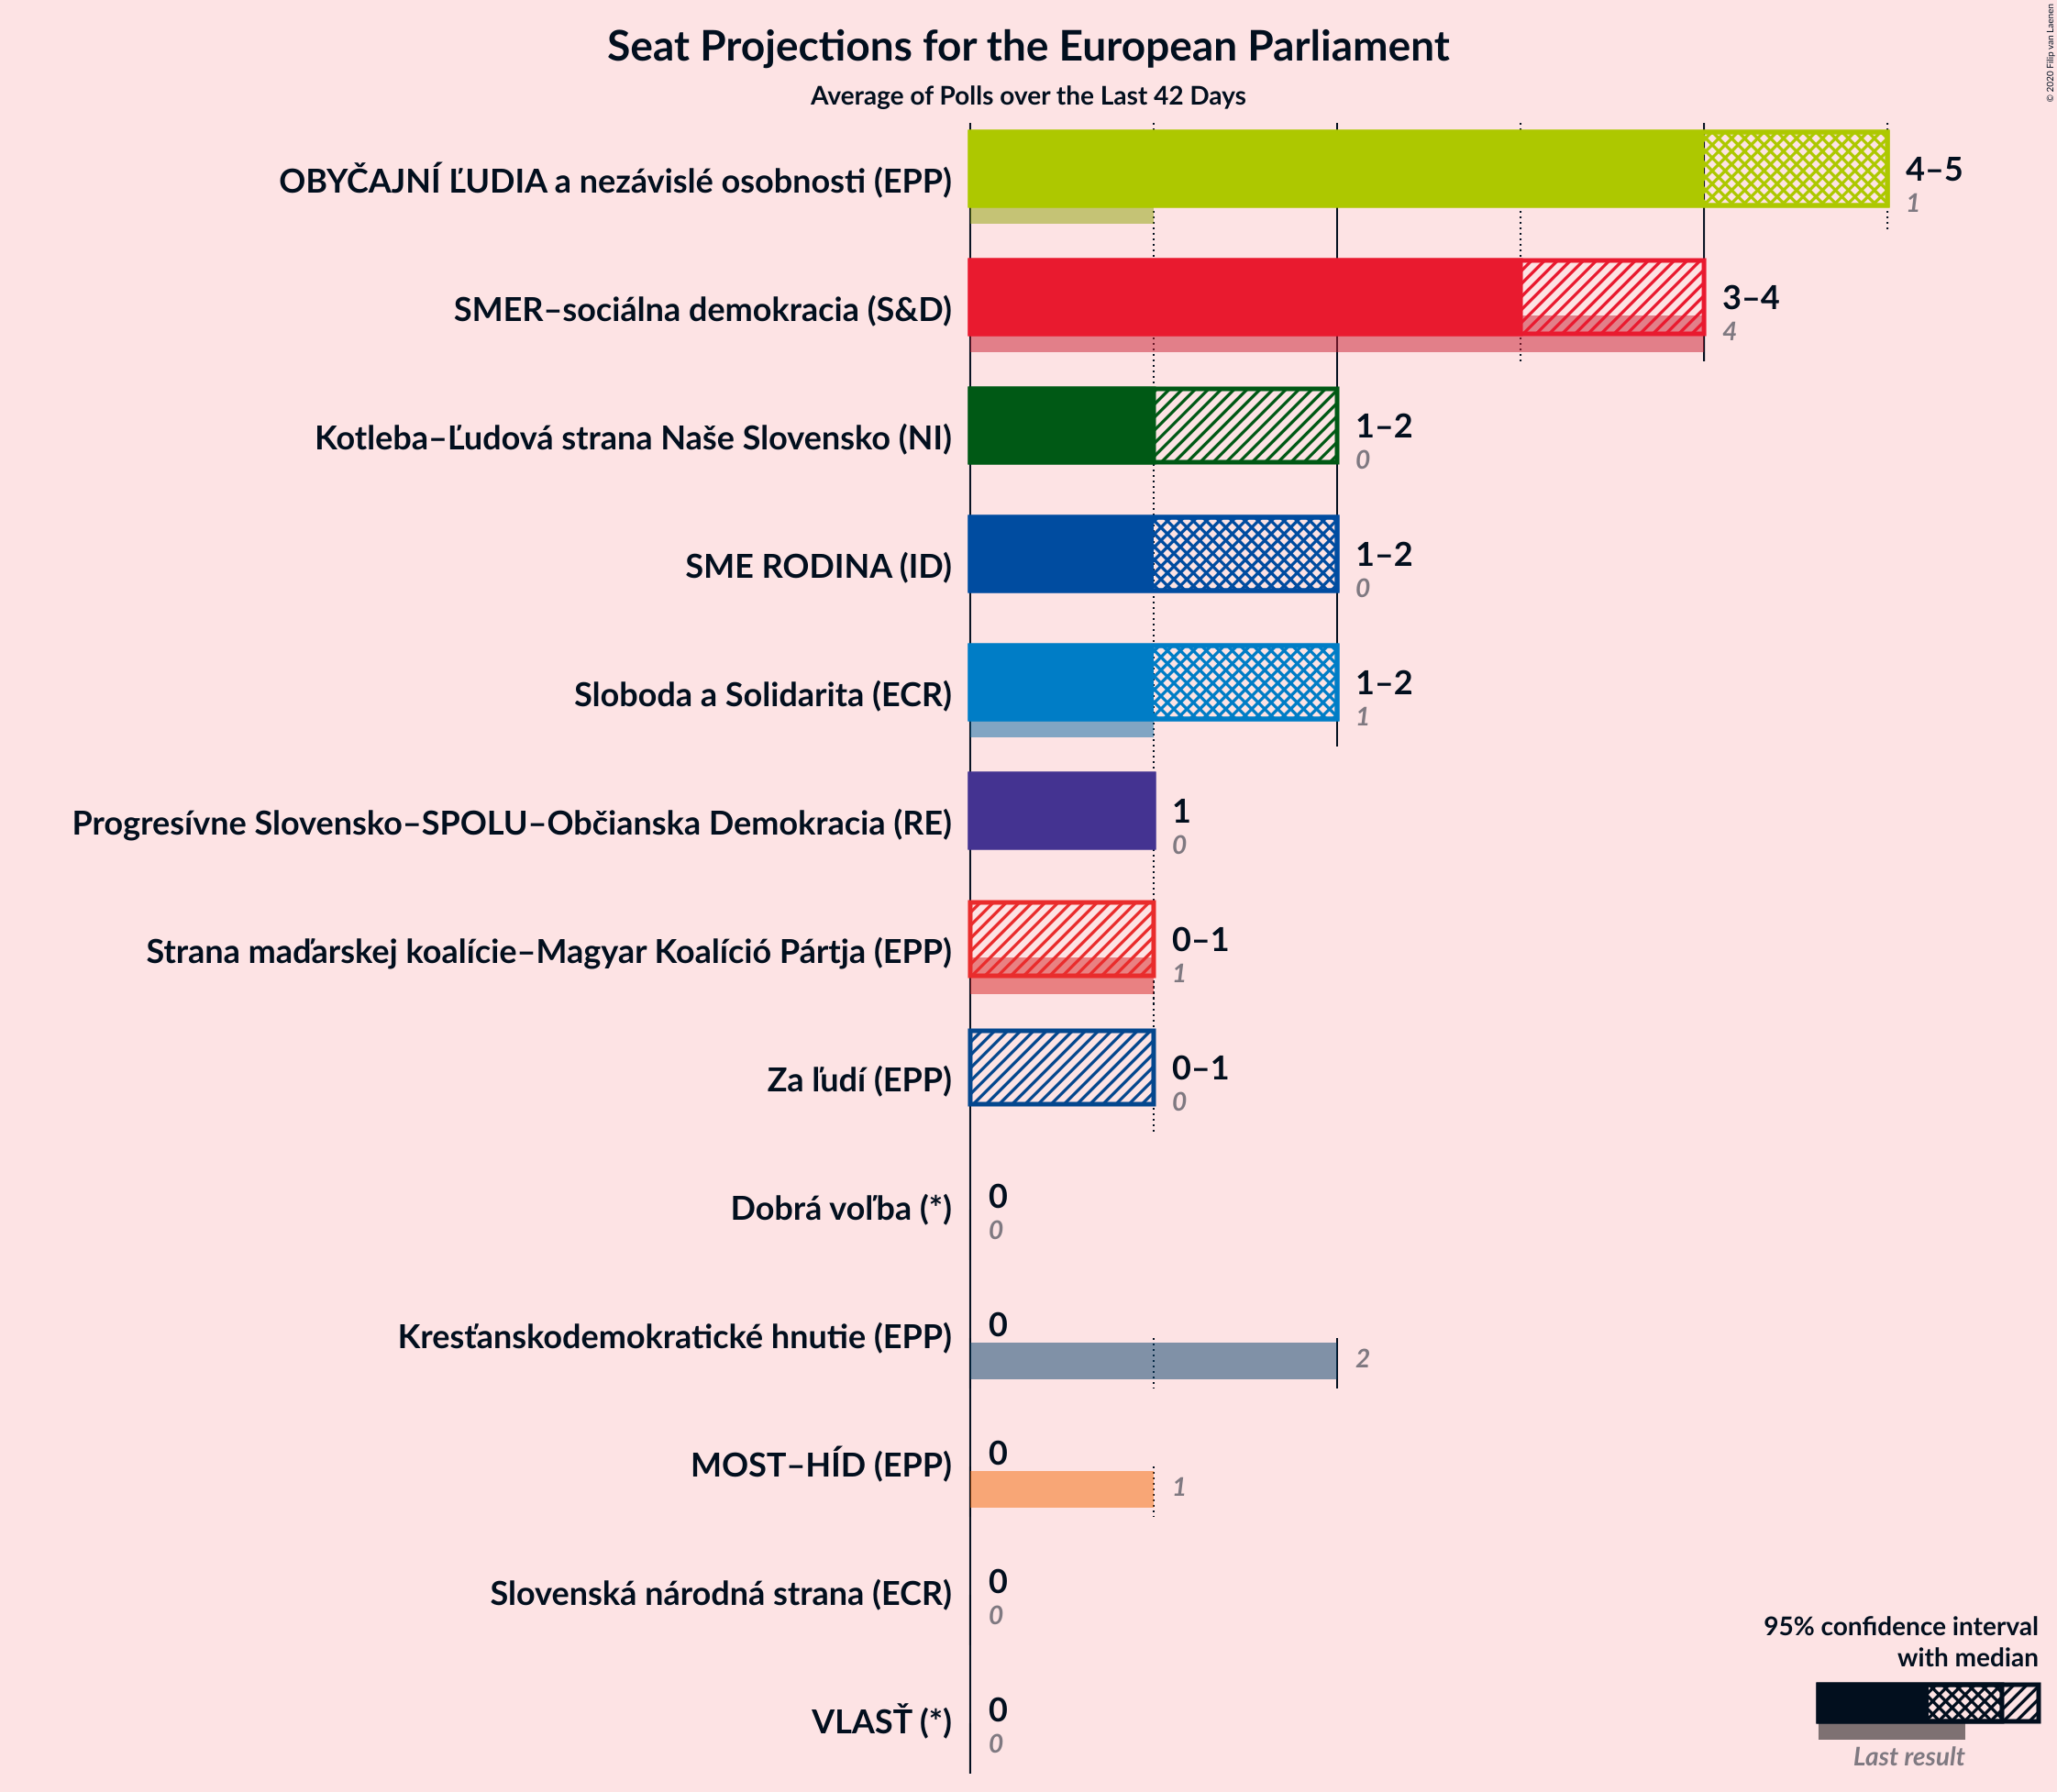 Seat Projections for the European Parliament
Average of Polls over the Last 42 Days
© 2020 Filip van Laenen
OBYČAJNÍ ĽUDIA a nezávislé osobnosti (EPP)
4–5
1
SMER–sociálna demokracia (S&D)
3–4
4
Kotleba–Ľudová strana Naše Slovensko (NI)
1–2
0
SME RODINA (ID)
1–2
0
Sloboda a Solidarita (ECR)
1–2
1
Progresívne Slovensko–SPOLU–Občianska Demokracia (RE)
1
0
Strana maďarskej koalície–Magyar Koalíció Pártja (EPP)
0–1
1
Za ľudí (EPP)
0–1
0
Dobrá voľba (*)
0
0
Kresťanskodemokratické hnutie (EPP)
0
2
MOST–HÍD (EPP)
0
1
Slovenská národná strana (ECR)
0
0
VLASŤ (*)
0
0
95% confidence interval
with median
Last result